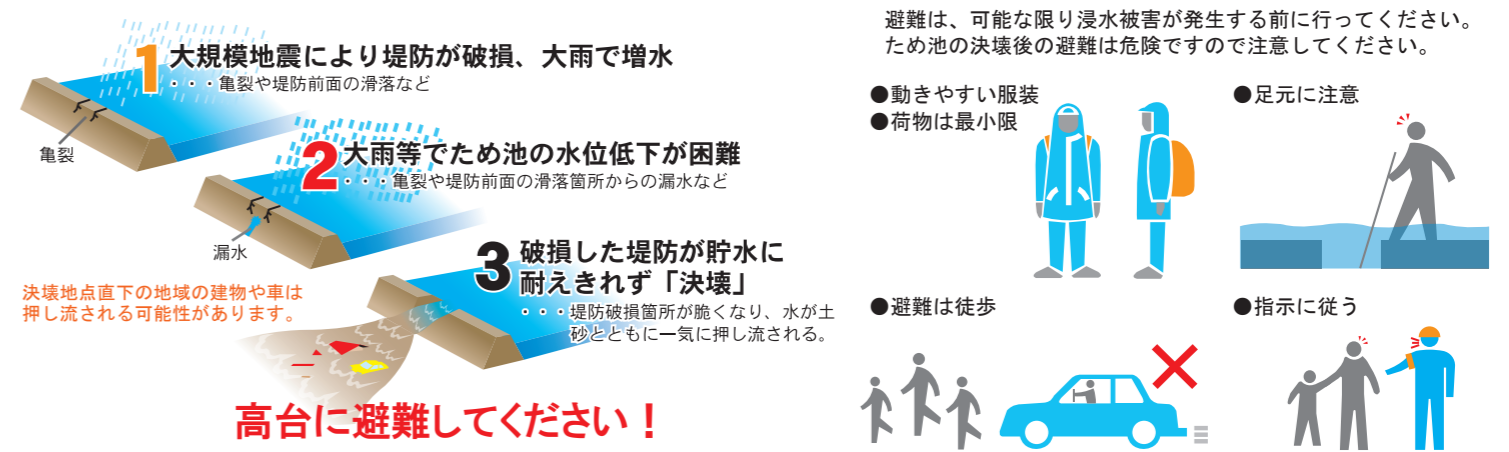 1 大規模地震により堤防が破損、大雨で増水
・・・亀裂や堤防前面の滑落など
亀裂
2 大雨等でため池の水位低下が困難
・・・亀裂や堤防前面の滑落箇所からの漏水など
漏水
3 破損した堤防が貯水に
耐えきれず「決壊」
・・・堤防破損箇所が脆くなり、水が土
砂とともに一気に押し流される。
決壊地点直下の地域の建物や車は
押し流される可能性があります。
高台に避難してください！
避難は、可能な限り浸水被害が発生する前に行ってください。
ため池の決壊後の避難は危険ですので注意してください。
●動きやすい服装
●荷物は最小限
●足元に注意
●避難は徒歩
●指示に従う